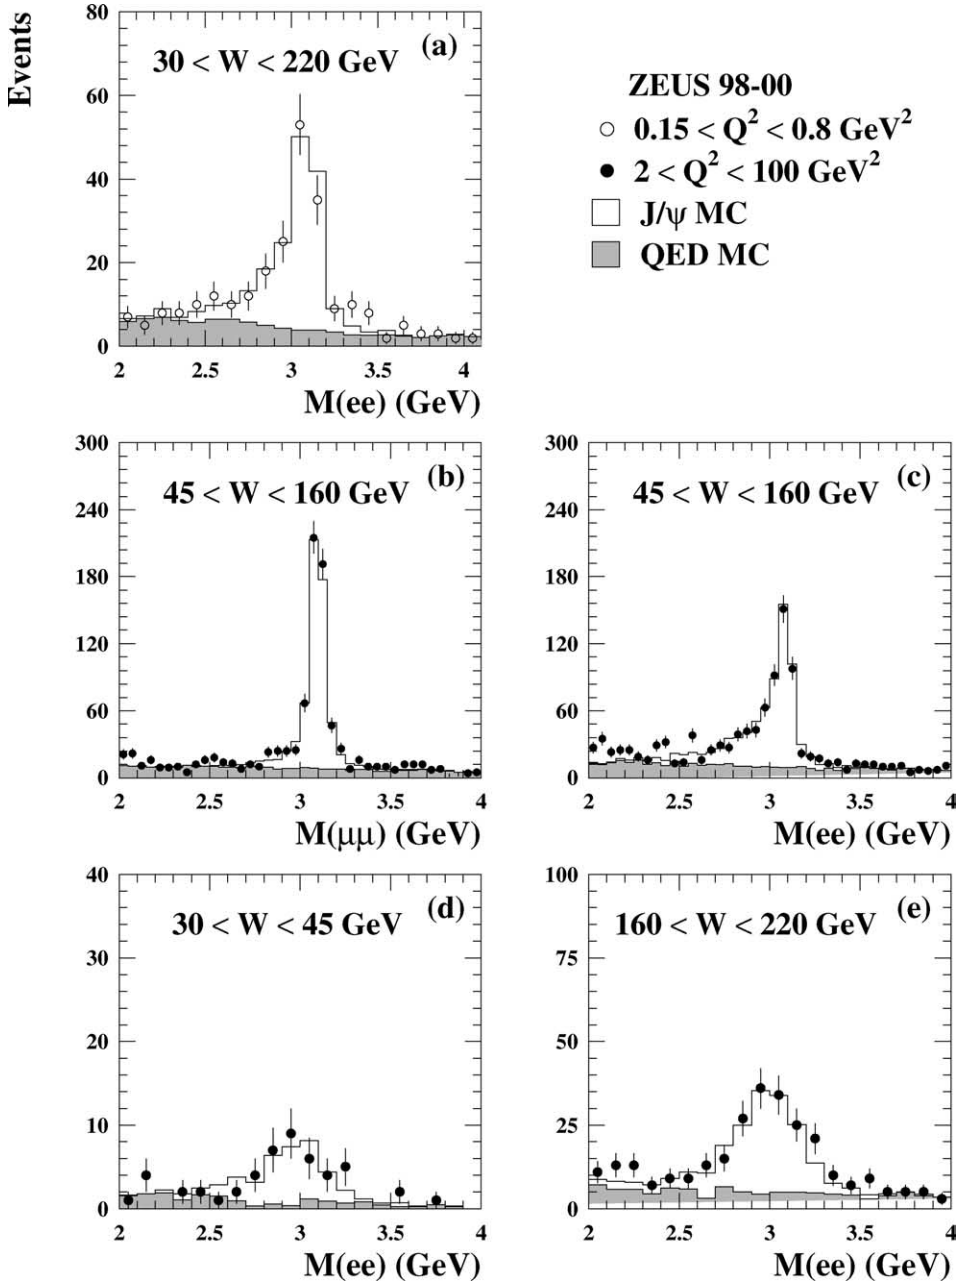 Events
80
60
40
20
0
30 < W < 220 GeV
(a)
2 2.5 3 3.5 4
M(ee) (GeV)
ZEUS 98-00
0.15 < Q² < 0.8 GeV²
2 < Q² < 100 GeV²
J/ψ MC
QED MC
300
240
180
120
60
0
45 < W < 160 GeV
(b)
2 2.5 3 3.5 4
M(μμ) (GeV)
300
240
180
120
60
0
45 < W < 160 GeV
(c)
2 2.5 3 3.5 4
M(ee) (GeV)
40
30
20
10
0
30 < W < 45 GeV
(d)
2 2.5 3 3.5 4
M(ee) (GeV)
100
75
50
25
0
160 < W < 220 GeV
(e)
2 2.5 3 3.5 4
M(ee) (GeV)